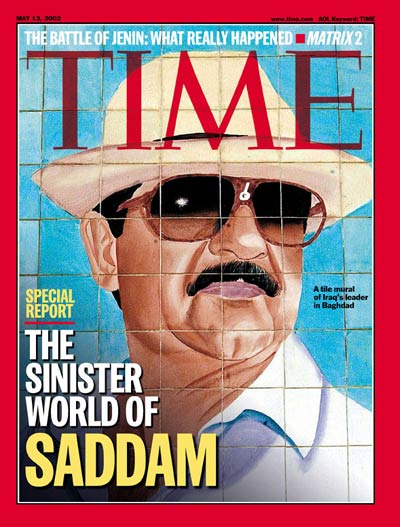 MAY 13, 2002 www.time.com AOL Keyword: TIME
THE BATTLE OF JENIN: WHAT REALLY HAPPENED ■ MATRIX 2
TIME
A tile mural
of Iraq's leader
in Baghdad
SPECIAL
REPORT
THE
SINISTER
WORLD OF
SADDAM